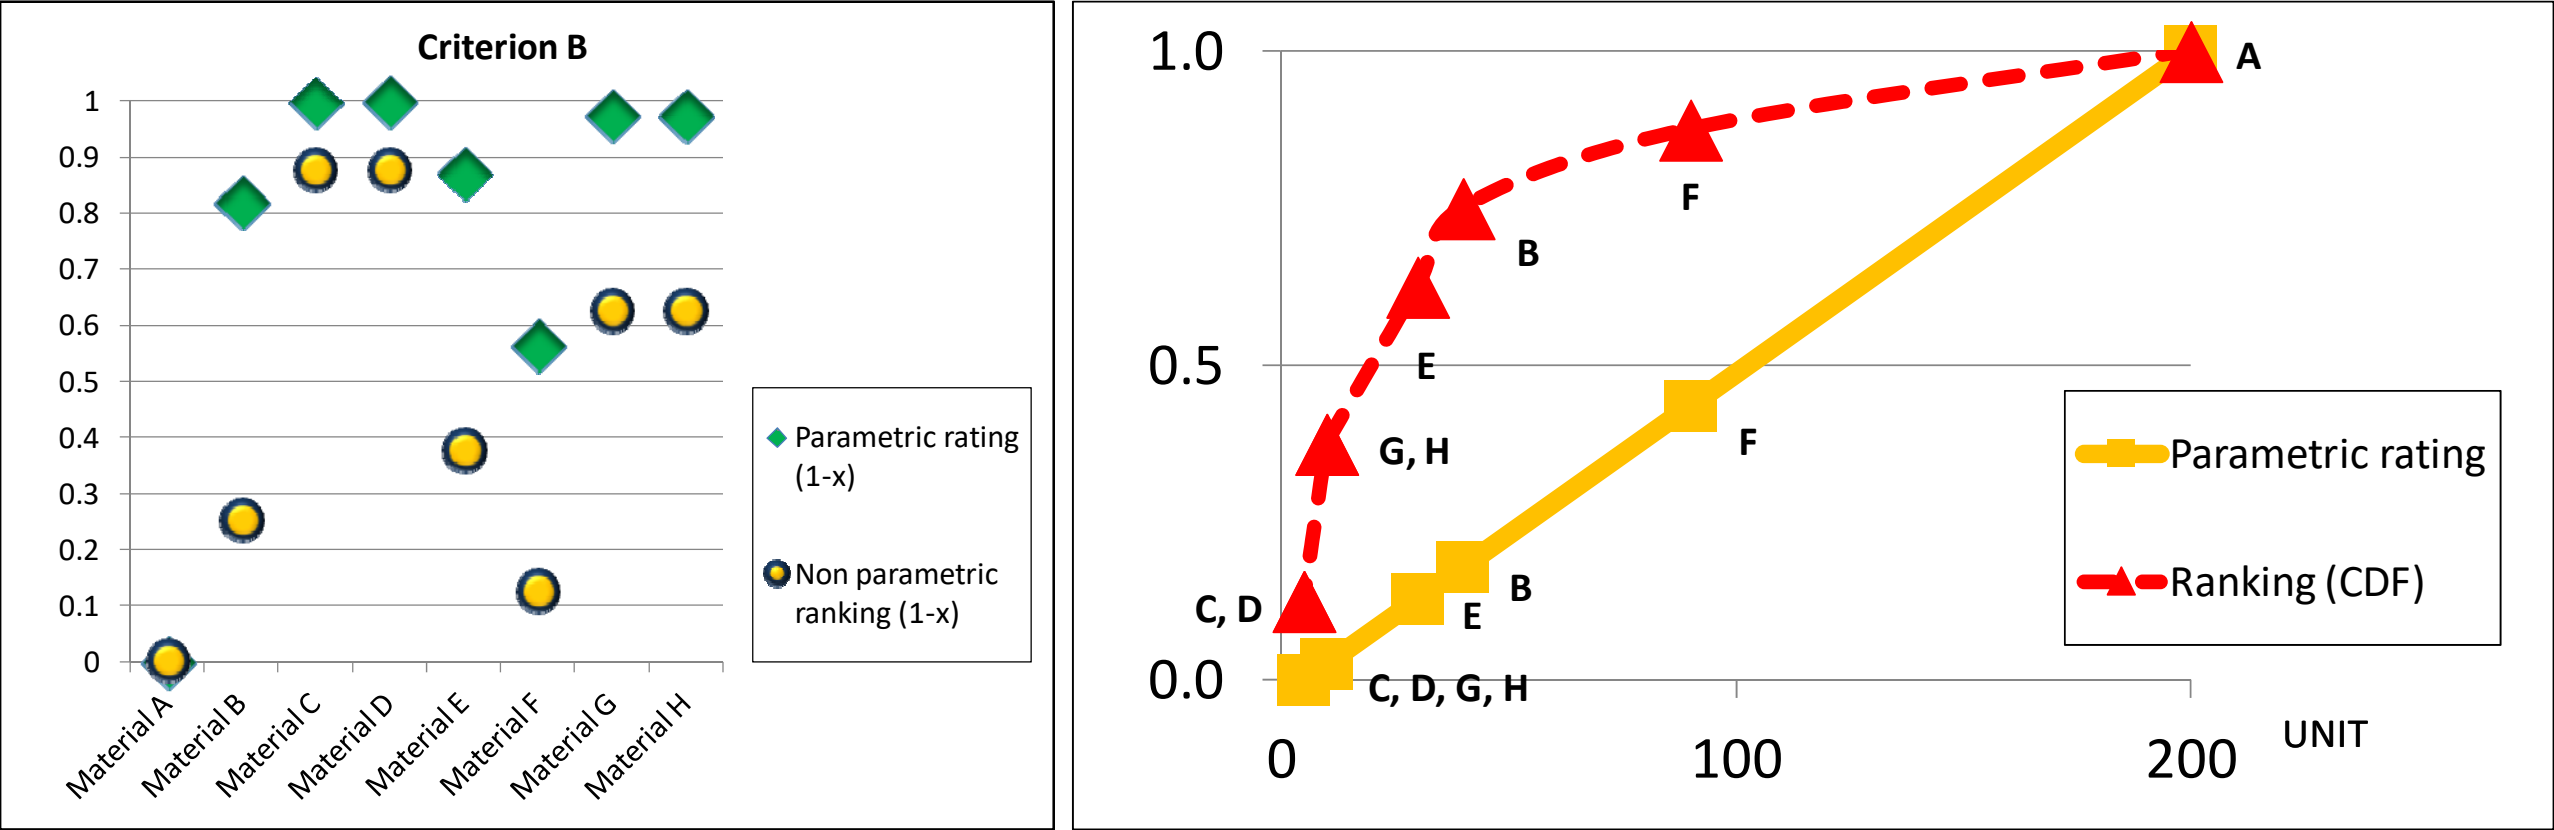 Criterion B
1
0.9
0.8
0.7
0.6
0.5
0.4
0.3
0.2
0.1
0
Material A
Material B
Material C
Material D
Material E
Material F
Material G
Material H
Parametric rating
(1-x)
Non parametric
ranking (1-x)
1.0
0.5
0.0
0
100
200
UNIT
A
F
B
E
G, H
C, D
F
B
E
C, D, G, H
Parametric rating
Ranking (CDF)